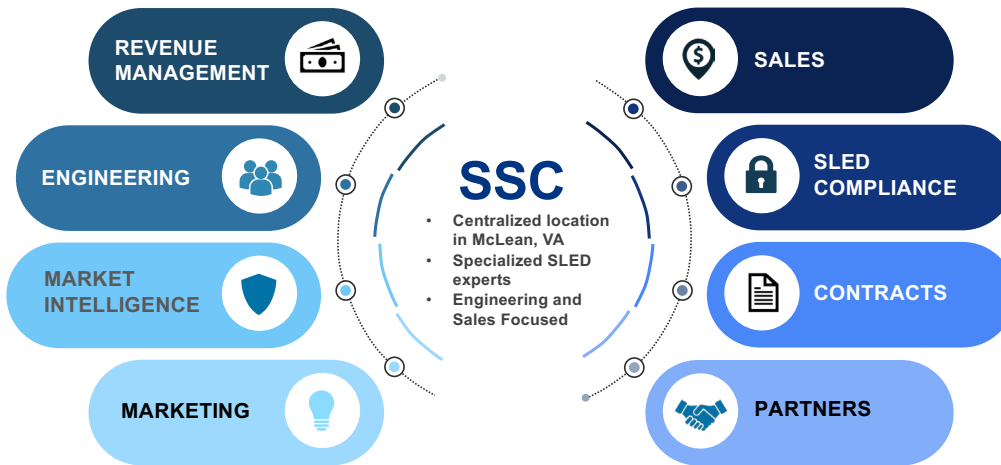 REVENUE
MANAGEMENT
ENGINEERING
MARKET
INTELLIGENCE
MARKETING
SSC
• Centralized location
in McLean, VA
• Specialized SLED
experts
• Engineering and
Sales Focused
$
SALES
SLED
COMPLIANCE
CONTRACTS
PARTNERS